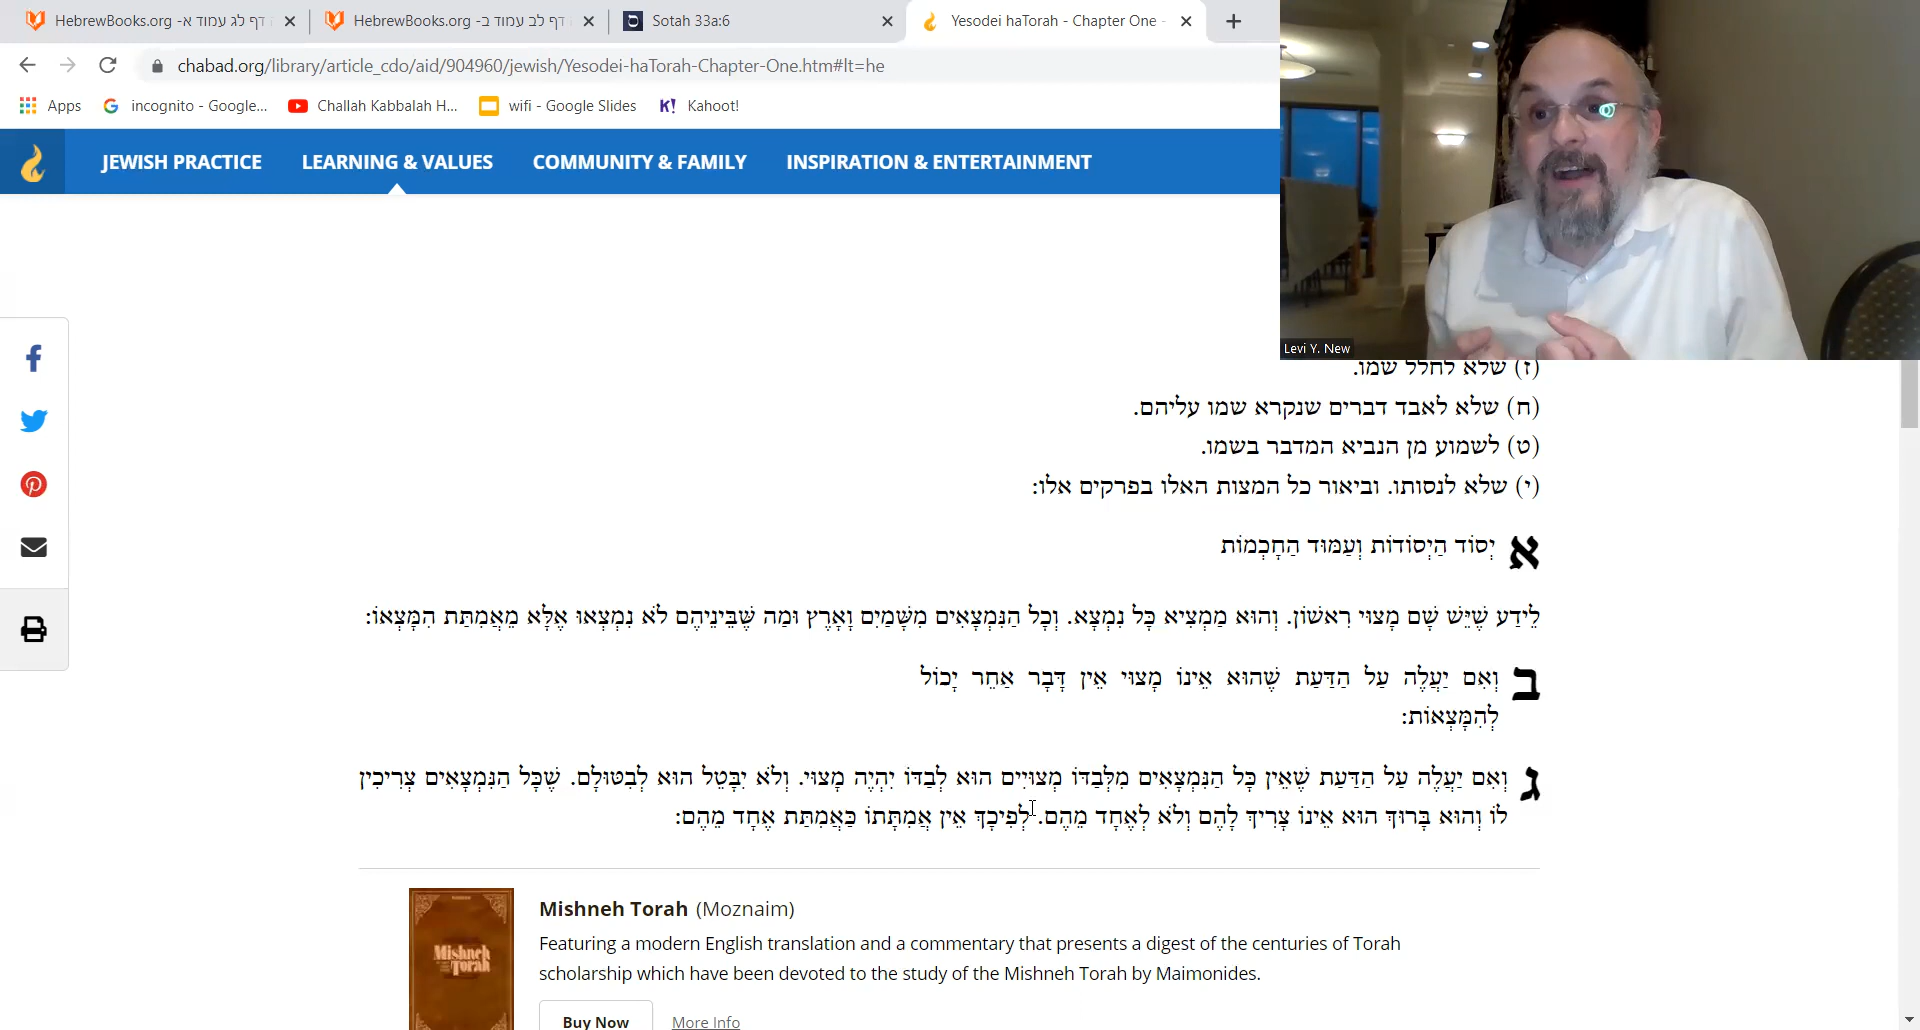 HebrewBooks.org - דף לג עמוד א
HebrewBooks.org - דף לב עמוד ב
Sotah 33a:6
Yesodei haTorah - Chapter One -
chabad.org/library/article_cdo/aid/904960/jewish/Yesodei-haTorah-Chapter-One.htm#lt=he
Apps
incognito - Google...
Challah Kabbalah H...
wifi - Google Slides
K! Kahoot!
JEWISH PRACTICE
LEARNING & VALUES
COMMUNITY & FAMILY
INSPIRATION & ENTERTAINMENT
Levi Y. New
(ז) שלא לחלל שמו.
(ח) שלא לאבד דברים שנקרא שמו עליהם.
(ט) לשמוע מן הנביא המדבר בשמו.
(י) שלא לנסותו. וביאור כל המצות האלו בפרקים אלו:
א יְסוֹד הַיְסוֹדוֹת וְעַמּוּד הַחָכְמוֹת
לֵידַע שֶׁיֵּשׁ שָׁם מָצוּי רִאשׁוֹן. וְהוּא מַמְצִיא כָּל נִמְצָא. וְכָל הַנִּמְצָאִים מִשָּׁמַיִם וָאָרֶץ וּמַה שֶּׁבֵּינֵיהֶם לֹא נִמְצְאוּ אֶלָּא מֵאֲמִתַּת הִמָּצְאוֹ:
ב וְאִם יַעֲלֶה עַל הַדַּעַת שֶׁהוּא אֵינוֹ מָצוּי אֵין דָּבָר אַחֵר יָכוֹל
לְהִמָּצְאוֹת:
ג וְאִם יַעֲלֶה עַל הַדַּעַת שֶׁאֵין כָּל הַנִּמְצָאִים מִלְּבַדּוֹ מְצוּיִים הוּא לְבַדּוֹ יִהְיֶה מָצוּי. וְלֹא יִבָּטֵל הוּא לְבִטּוּלָם. שֶׁכָּל הַנִּמְצָאִים צְרִיכִין
לוֹ וְהוּא בָּרוּךְ הוּא אֵינוֹ צָרִיךְ לָהֶם וְלֹא לְאֶחָד מֵהֶם. לְפִיכָךְ אֵין אֲמִתָּתוֹ כַּאֲמִתַּת אֶחָד מֵהֶם:
Mishneh Torah
Mishneh Torah (Moznaim)
Featuring a modern English translation and a commentary that presents a digest of the centuries of Torah
scholarship which have been devoted to the study of the Mishneh Torah by Maimonides.
Buy Now
More Info